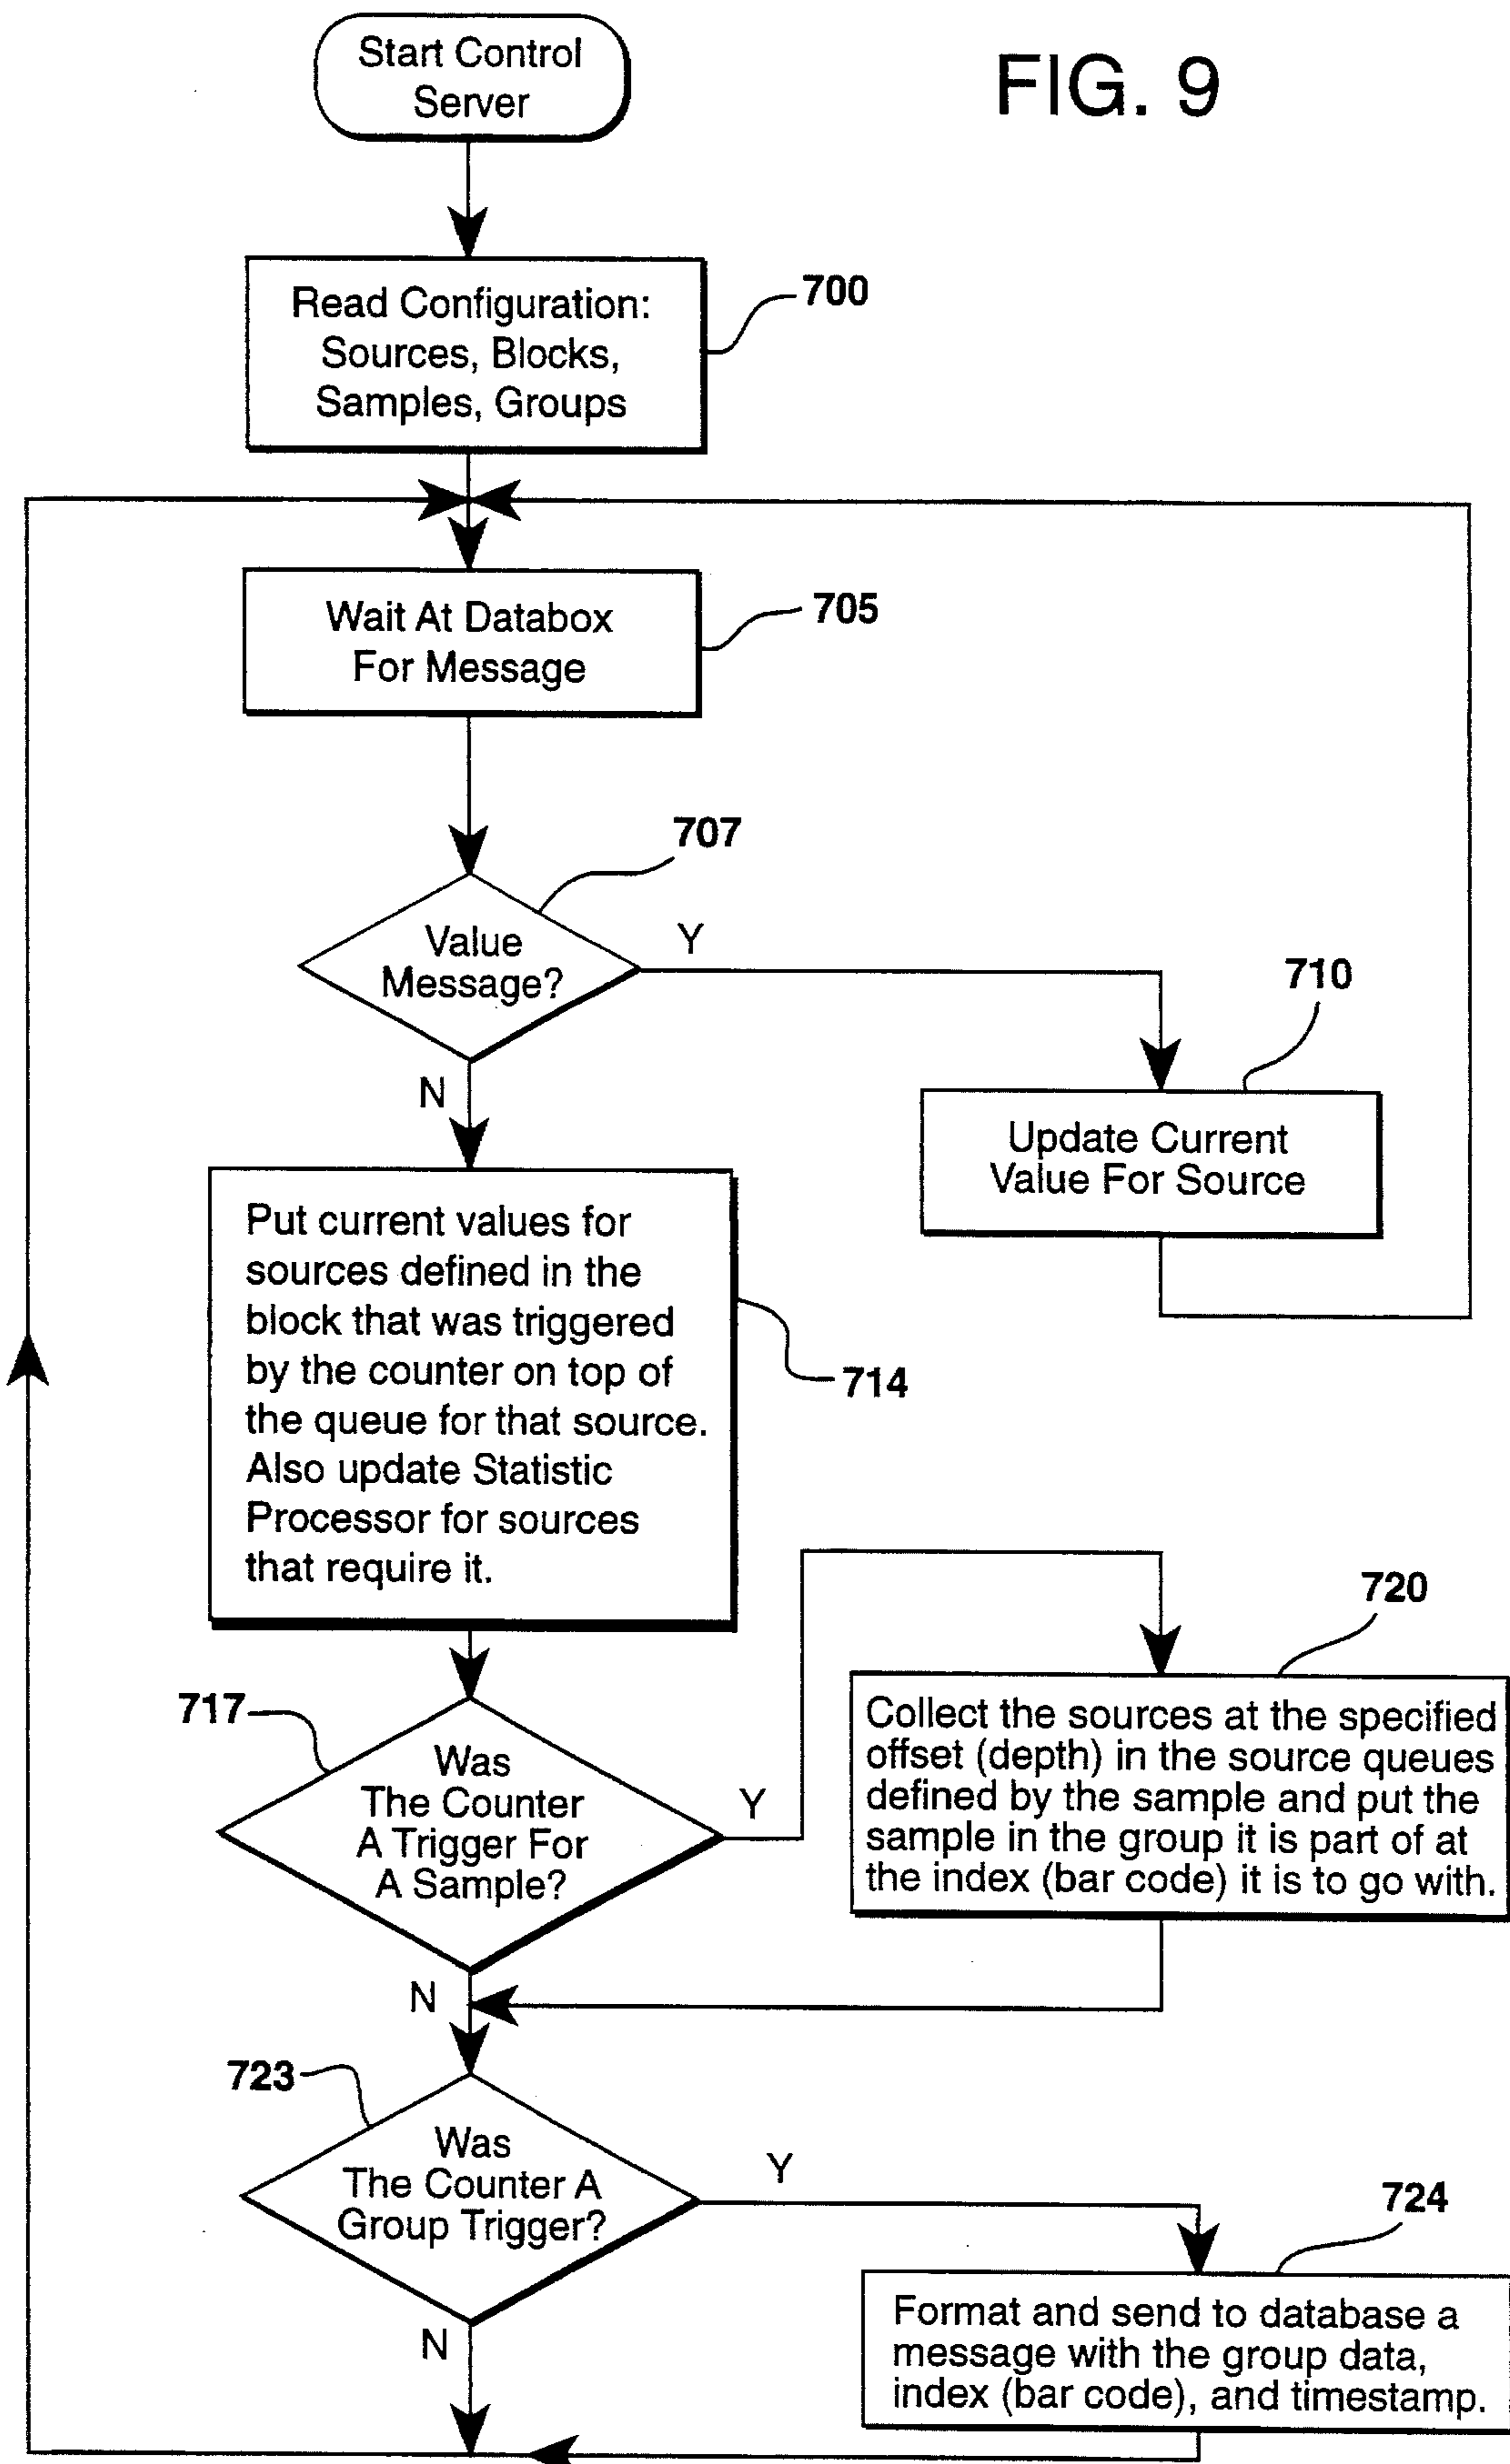 Start Control
Server
FIG. 9
Read Configuration:
Sources, Blocks,
Samples, Groups
700
Wait At Databox
For Message
705
707
Value
Message?
Y
N
710
Update Current
Value For Source
Put current values for
sources defined in the
block that was triggered
by the counter on top of
the queue for that source.
Also update Statistic
Processor for sources
that require it.
714
717
Was
The Counter
A Trigger For
A Sample?
Y
N
720
Collect the sources at the specified
offset (depth) in the source queues
defined by the sample and put the
sample in the group it is part of at
the index (bar code) it is to go with.
723
Was
The Counter A
Group Trigger?
Y
N
724
Format and send to database a
message with the group data,
index (bar code), and timestamp.